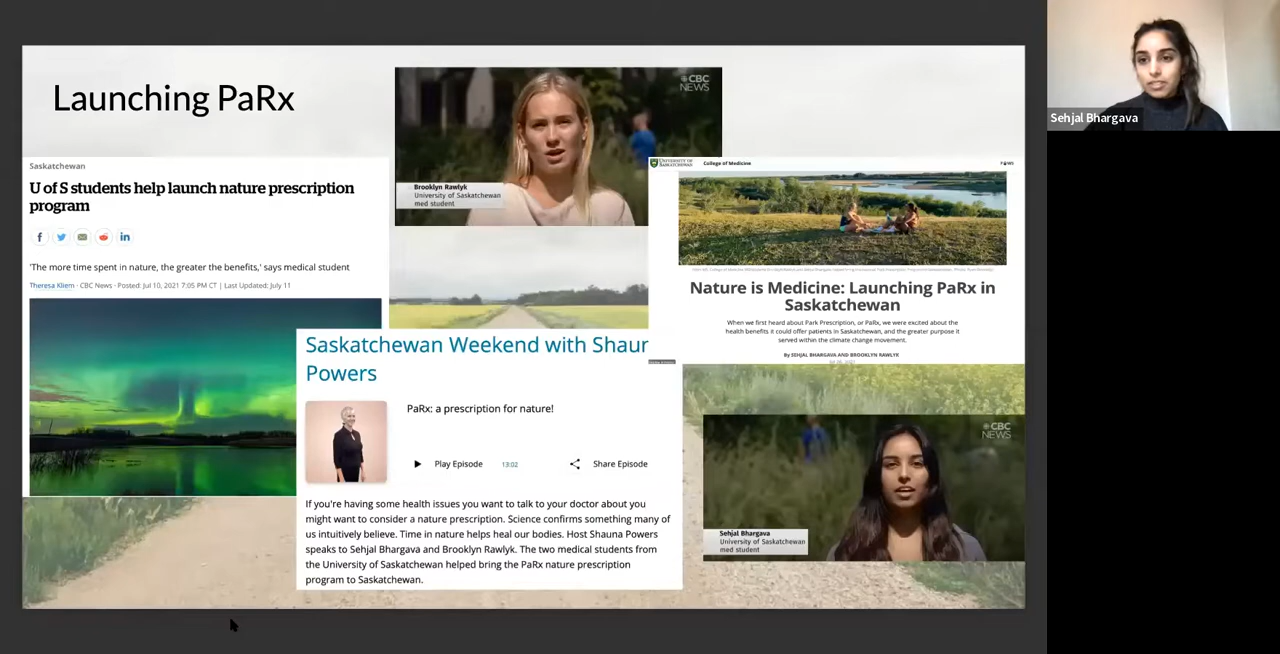 Launching PaRx
Saskatchewan
U of S students help launch nature prescription
program
'The more time spent in nature, the greater the benefits,' says medical student
Theresa Kliem · CBC News · Posted: Jul 10, 2021 7:05 PM CT | Last Updated: July 11
CBC
NEWS
Brooklyn Rawlyk
University of Saskatchewan
med student
UNIVERSITY OF
SASKATCHEWAN
College of Medicine
Nature is Medicine: Launching PaRx in
Saskatchewan
When we first heard about Park Prescription, or PaRx, we were excited about the
health benefits it could offer patients in Saskatchewan, and the greater purpose it
served within the climate change movement.
By SEHJAL BHARGAVA AND BROOKLYN RAWLYK
Saskatchewan Weekend with Shaun
Powers
PaRx: a prescription for nature!
Play Episode 13:02 Share Episode
If you're having some health issues you want to talk to your doctor about you
might want to consider a nature prescription. Science confirms something many of
us intuitively believe. Time in nature helps heal our bodies. Host Shauna Powers
speaks to Sehjal Bhargava and Brooklyn Rawlyk. The two medical students from
the University of Saskatchewan helped bring the PaRx nature prescription
program to Saskatchewan.
CBC
NEWS
Sehjal Bhargava
University of Saskatchewan
med student
Sehjal Bhargava